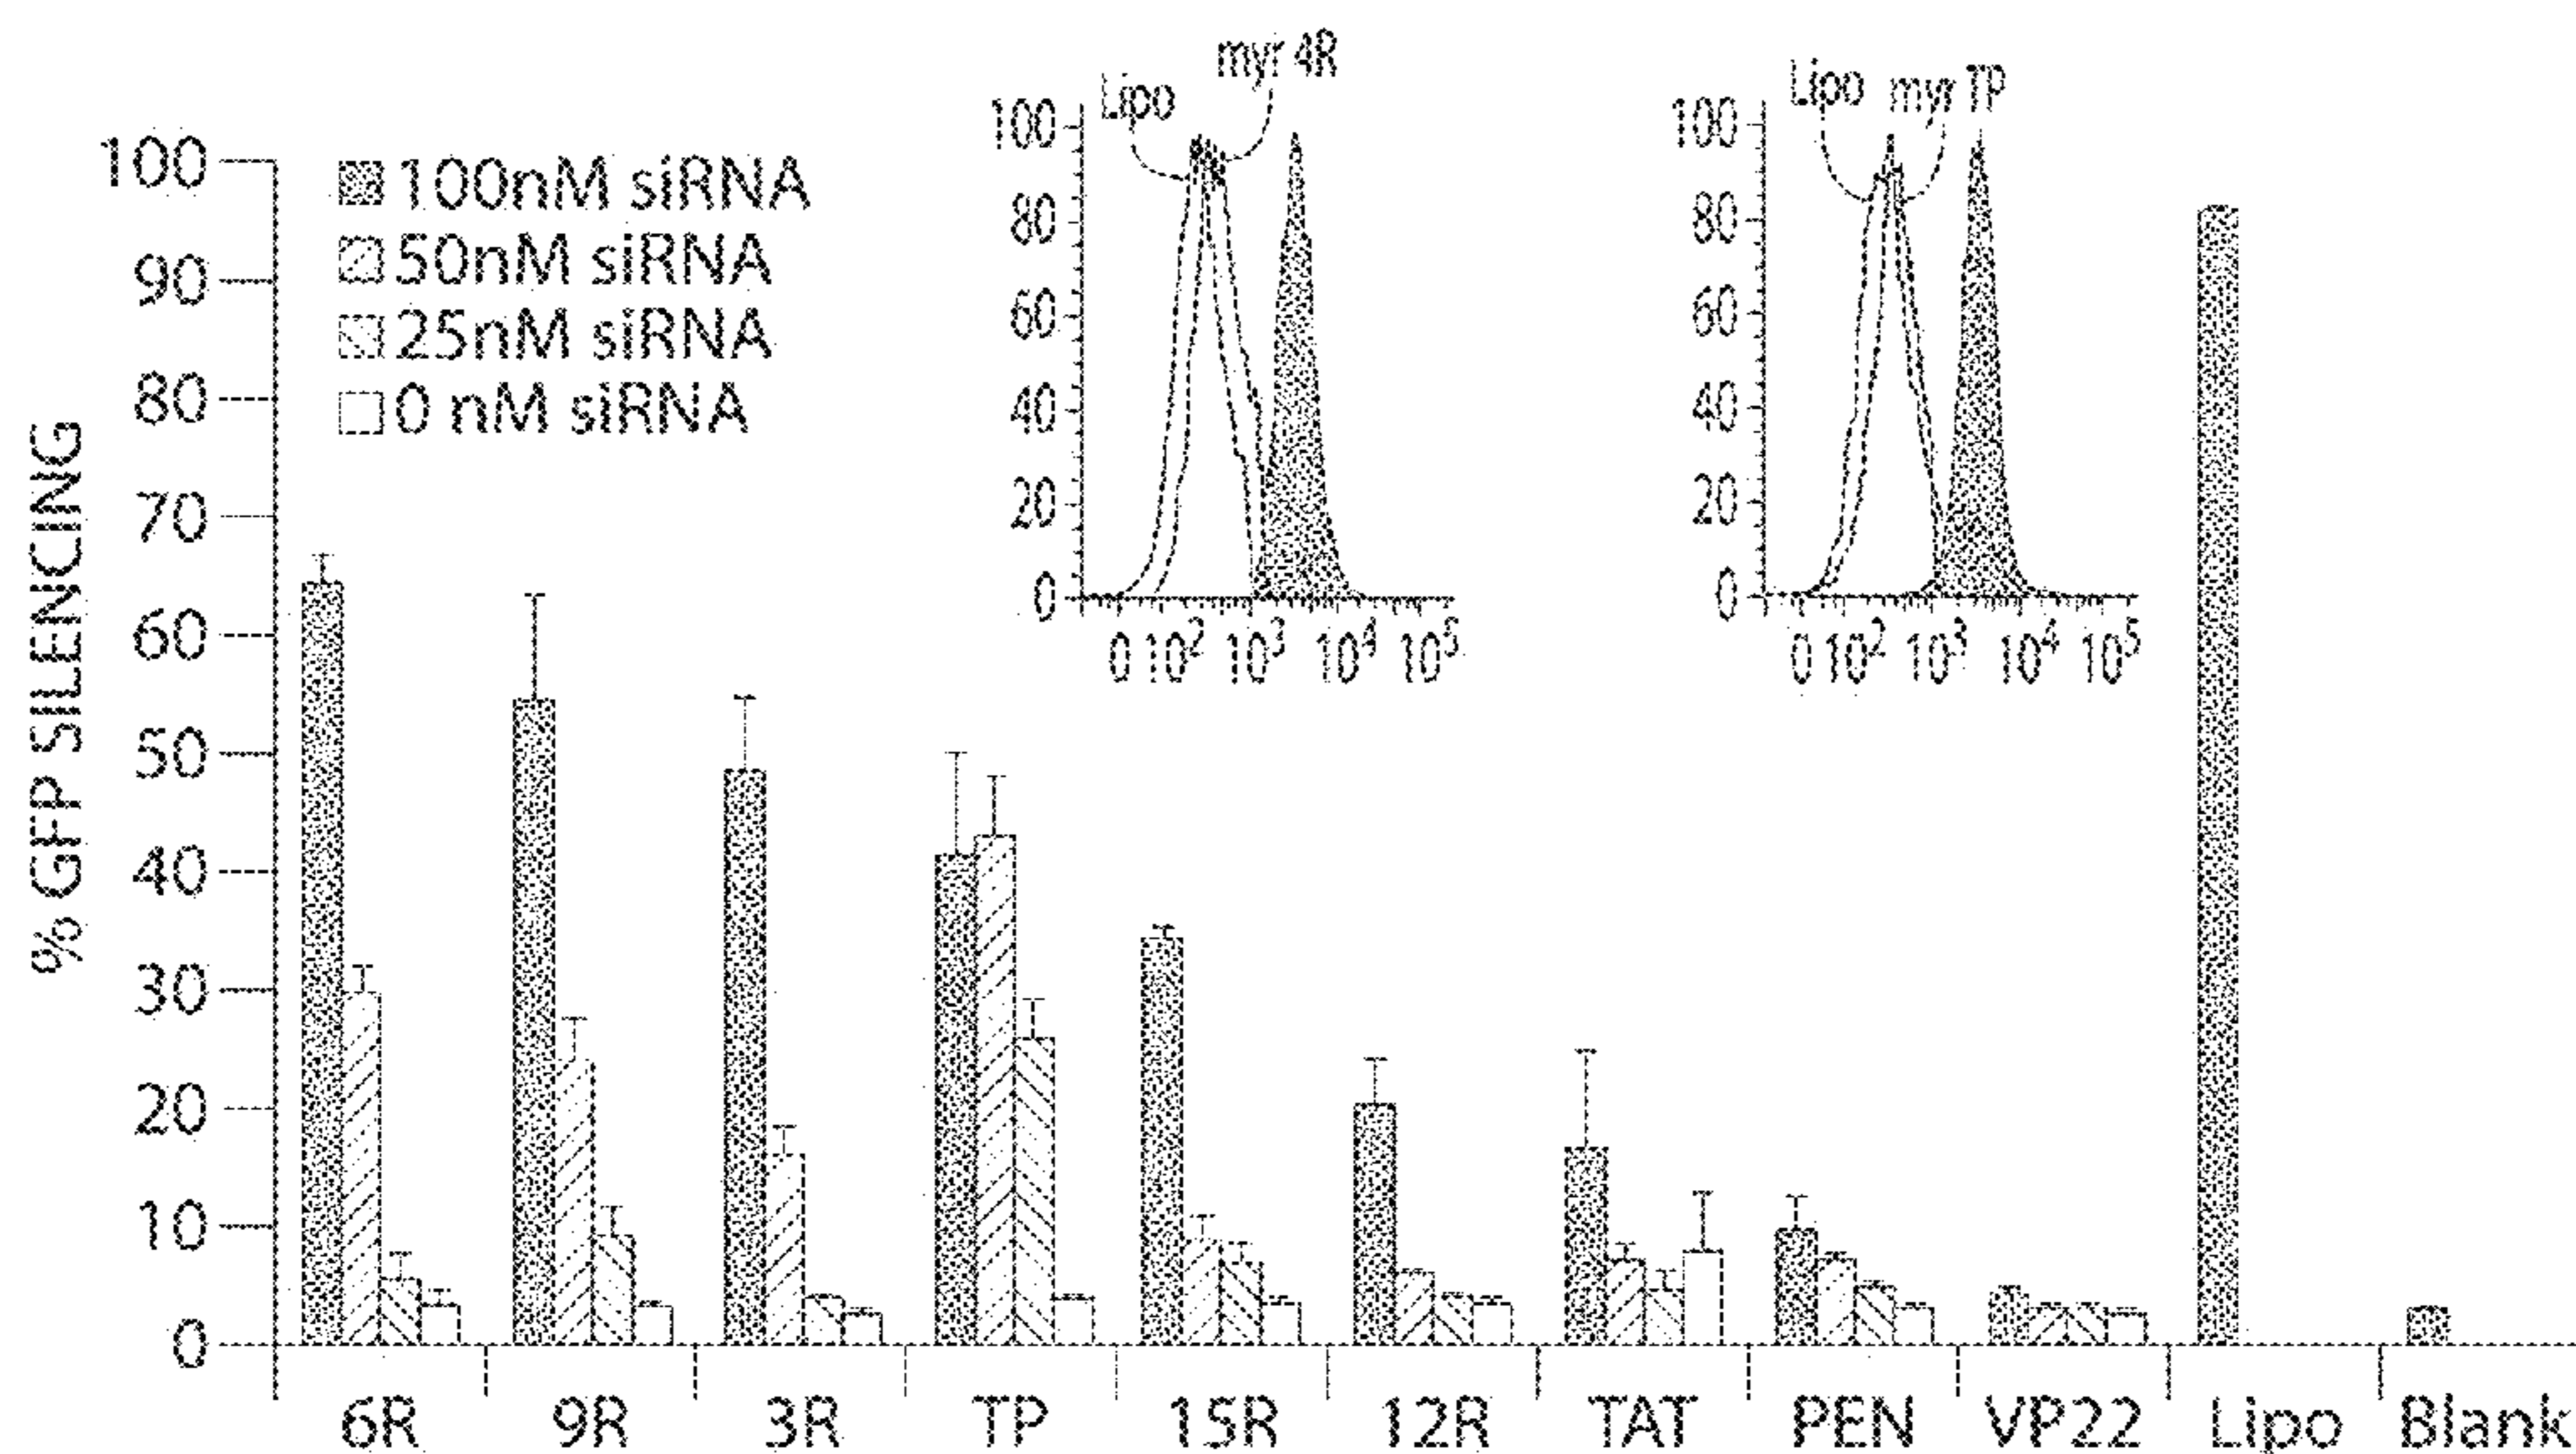 % GFP SILENCING
100
90
80
70
60
50
40
30
20
10
0
100nM siRNA
50nM siRNA
25nM siRNA
0 nM siRNA
Lipo
myr 4R
100
80
60
40
20
0
0 10² 10³ 10⁴ 10⁵
Lipo
myr TP
100
80
60
40
20
0
0 10² 10³ 10⁴ 10⁵
6R 9R 3R TP 15R 12R TAT PEN VP22 Lipo Blank